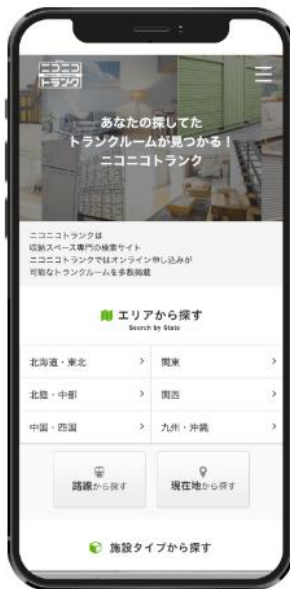 ニコニコ
トランク
あなたの探してた
トランクルームが見つかる！
ニコニコトランク
ニコニコトランクは
収納スペース専門の検索サイト
ニコニコトランクではオンライン申し込みが
可能なトランクルームを多数掲載
エリアから探す
Search by State
北海道・東北
関東
北陸・中部
関西
中国・四国
九州・沖縄
路線から探す
現在地から探す
施設タイプから探す